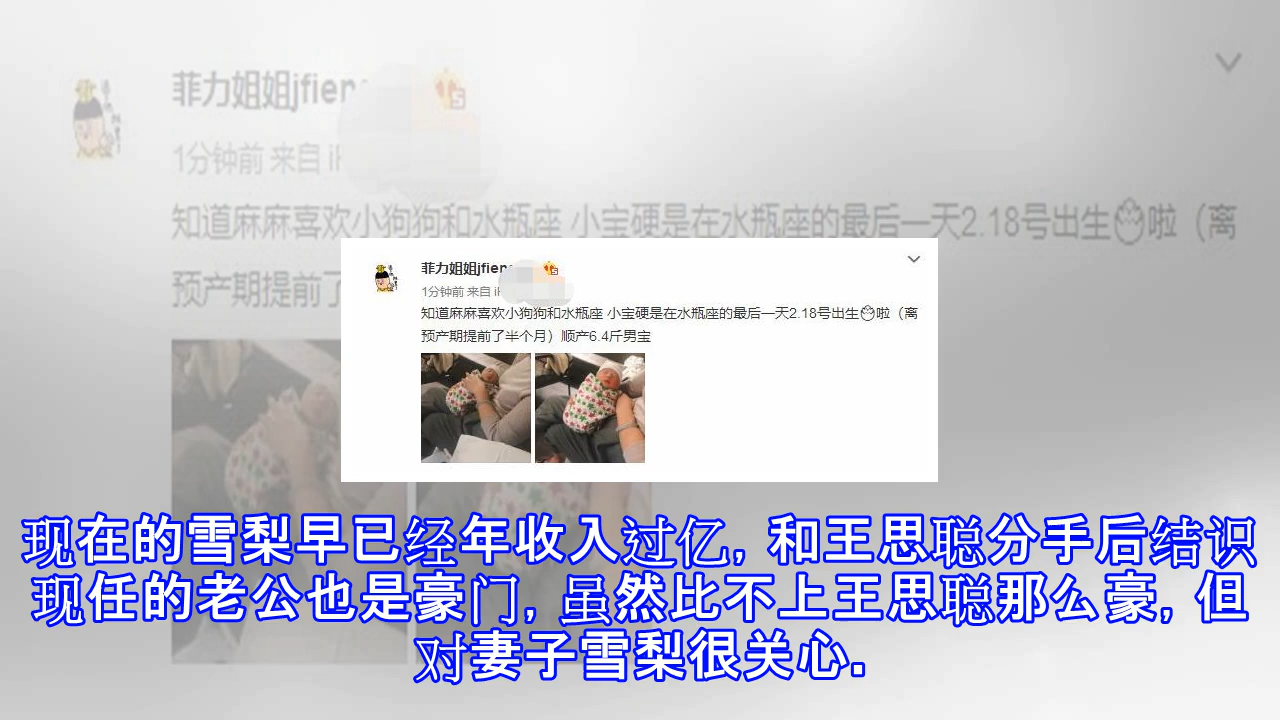 菲力姐姐jfien
1分钟前 来自 i
知道麻麻喜欢小狗狗和水瓶座 小宝硬是在水瓶座的最后一天2.18号出生啦（离
预产期提前了
菲力姐姐jfien
1分钟前 来自 i
知道麻麻喜欢小狗狗和水瓶座 小宝硬是在水瓶座的最后一天2.18号出生啦（离
预产期提前了半个月）顺产6.4斤男宝
现在的雪梨早已经年收入过亿, 和王思聪分手后结识
现任的老公也是豪门, 虽然比不上王思聪那么豪, 但
对妻子雪梨很关心.